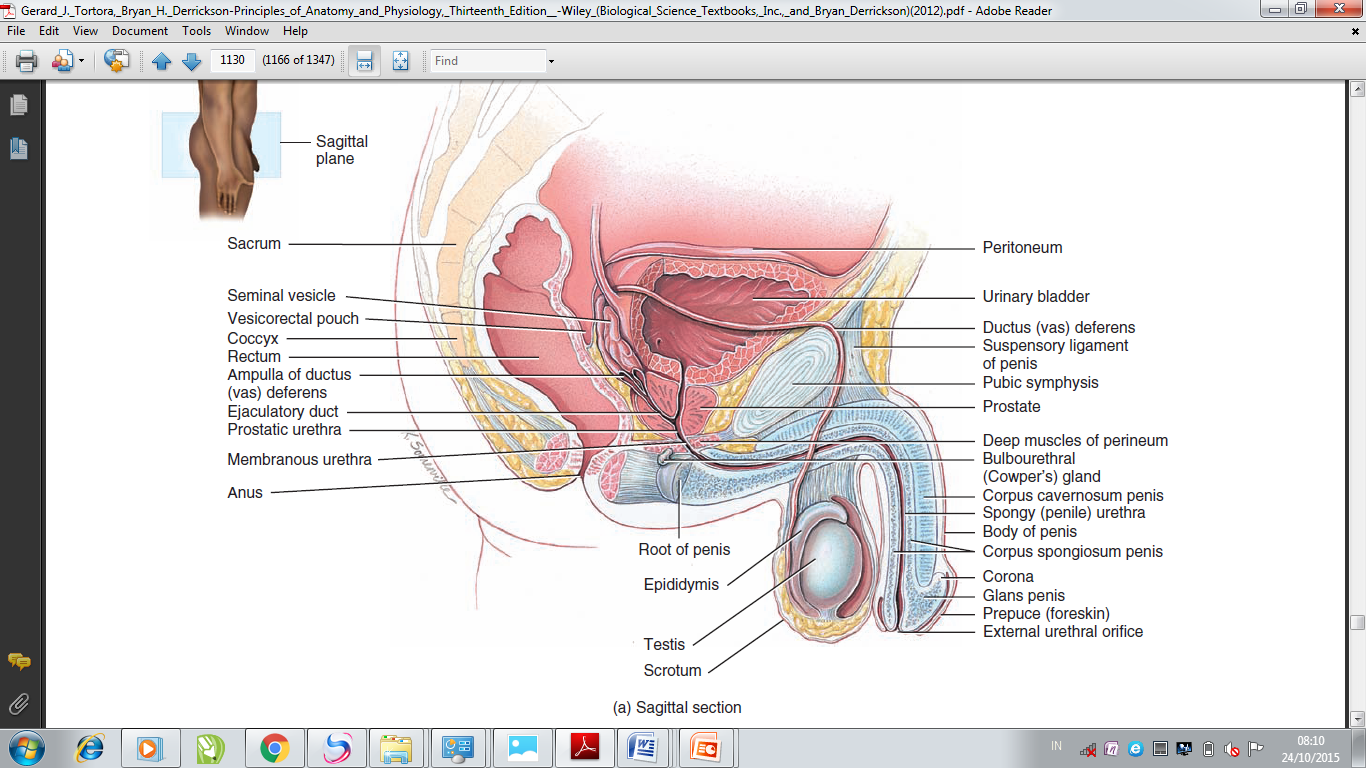 Gerard_J._Tortora,_Bryan_H._Derrickson-Principles_of_Anatomy_and_Physiology,_Thirteenth_Edition__-Wiley_(Biological_Science_Textbooks,_Inc.,_and_Bryan_Derrickson)(2012).pdf - Adobe Reader
File Edit View Document Tools Window Help
1130 (1166 of 1347) Find
Sagittal
plane
Sacrum
Seminal vesicle
Vesicorectal pouch
Coccyx
Rectum
Ampulla of ductus
(vas) deferens
Ejaculatory duct
Prostatic urethra
Membranous urethra
Anus
Peritoneum
Urinary bladder
Ductus (vas) deferens
Suspensory ligament
of penis
Pubic symphysis
Prostate
Deep muscles of perineum
Bulbourethral
(Cowper's) gland
Corpus cavernosum penis
Spongy (penile) urethra
Body of penis
Corpus spongiosum penis
Corona
Glans penis
Prepuce (foreskin)
External urethral orifice
Root of penis
Epididymis
Testis
Scrotum
(a) Sagittal section
IN
08:10
24/10/2015